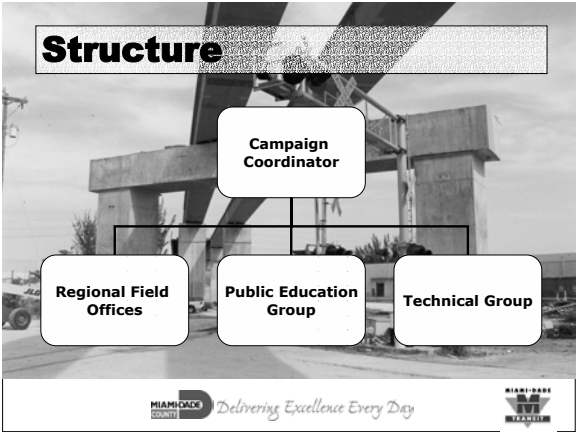 Structure
Campaign
Coordinator
Regional Field
Offices
Public Education
Group
Technical Group
MIAMI-DADE
COUNTY
Delivering Excellence Every Day
MIAMI-DADE
M
TRANSIT